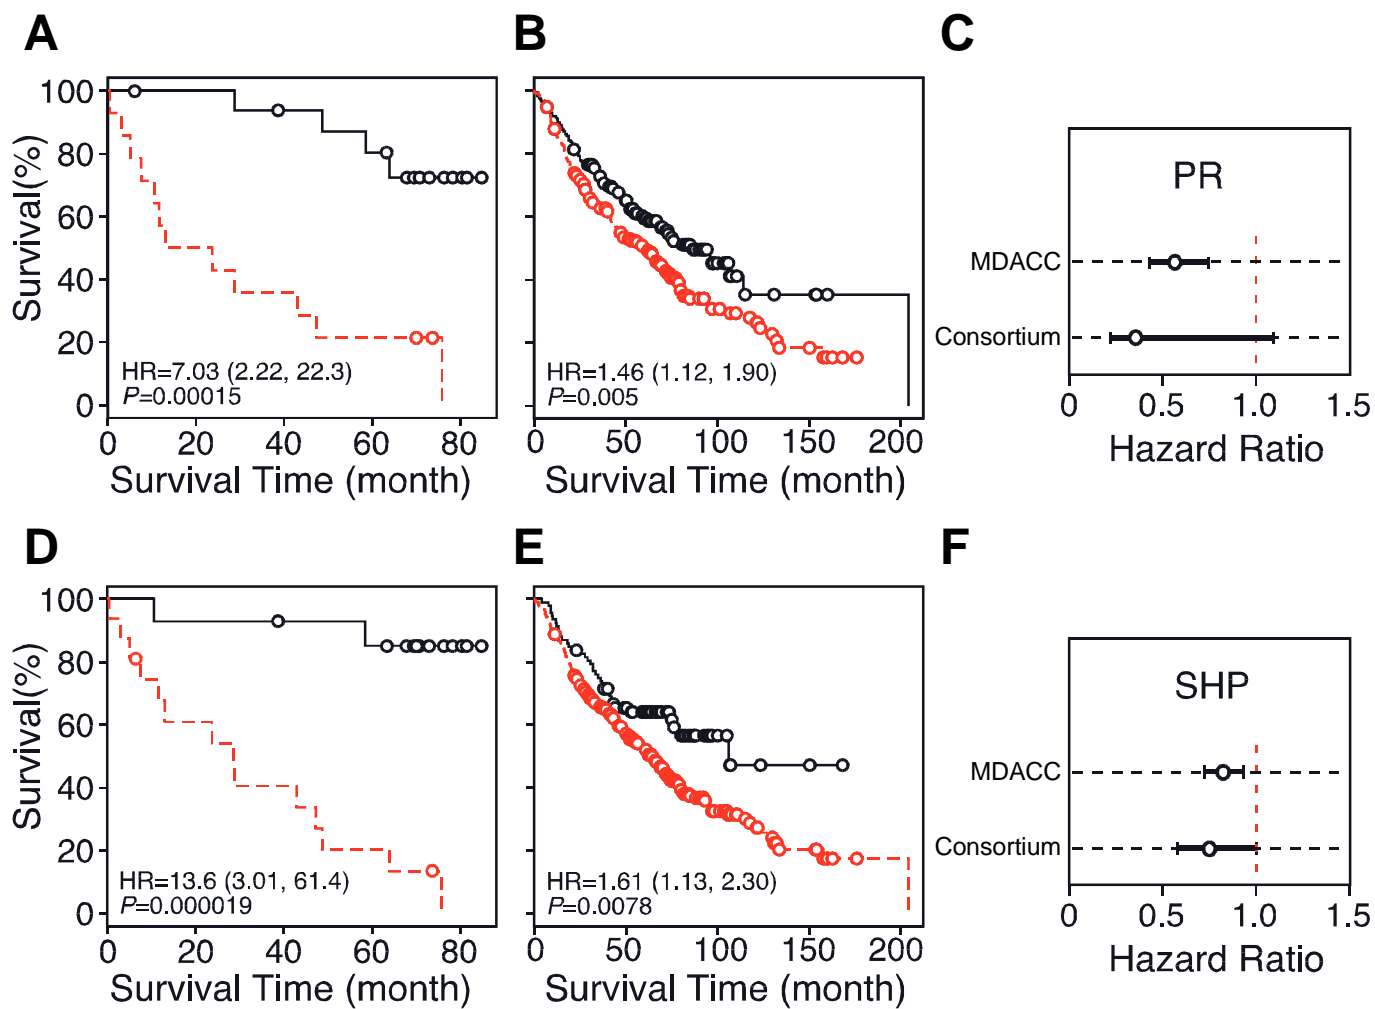 A
B
C
100
80
60
40
20
0
Survival(%)
HR=7.03 (2.22, 22.3)
P=0.00015
0 20 40 60 80
Survival Time (month)
HR=1.46 (1.12, 1.90)
P=0.005
0 50 100 150 200
Survival Time (month)
PR
MDACC
Consortium
0 0.5 1.0 1.5
Hazard Ratio
D
E
F
100
80
60
40
20
0
Survival(%)
HR=13.6 (3.01, 61.4)
P=0.000019
0 20 40 60 80
Survival Time (month)
HR=1.61 (1.13, 2.30)
P=0.0078
0 50 100 150 200
Survival Time (month)
SHP
MDACC
Consortium
0 0.5 1.0 1.5
Hazard Ratio